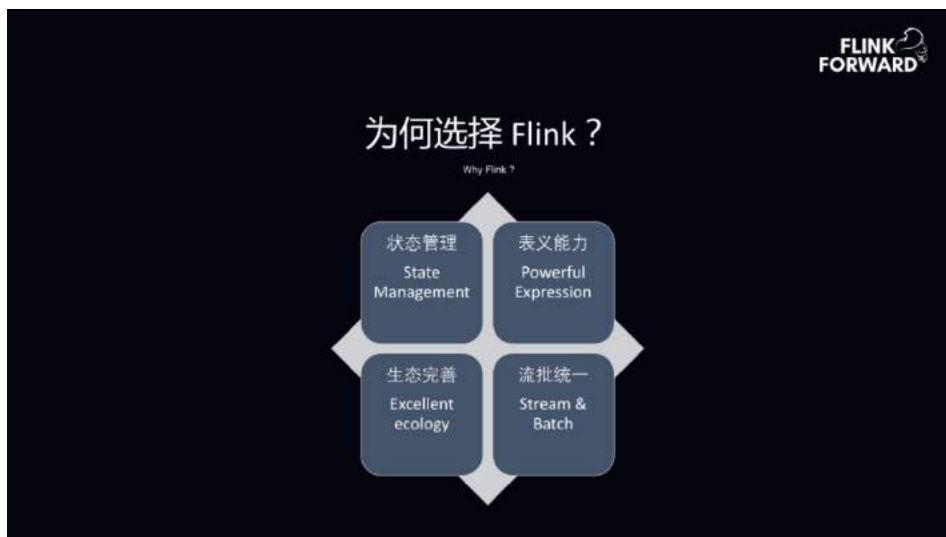 FLINK
FORWARD
为何选择 Flink？
Why Flink ?
状态管理
State
Management
表义能力
Powerful
Expression
生态完善
Excellent
ecology
流批统一
Stream &
Batch